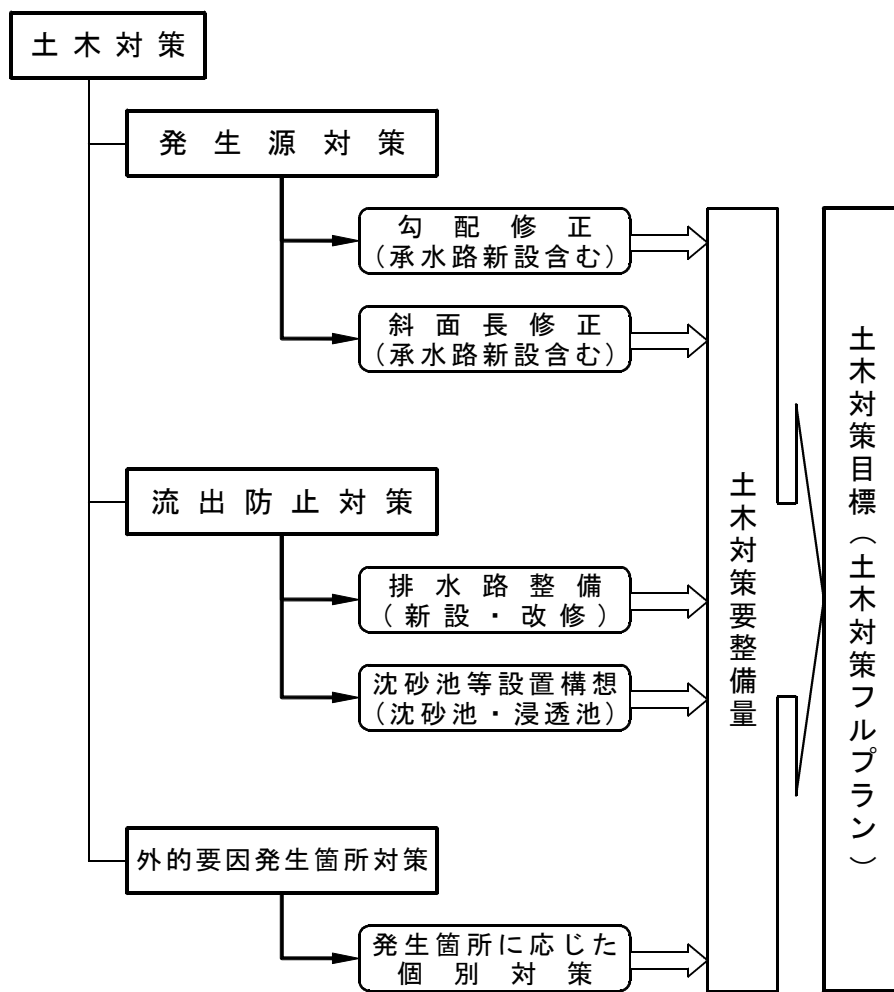 土木対策
発生源対策
勾配修正
（承水路新設含む）
斜面長修正
（承水路新設含む）
流出防止対策
排水路整備
（新設・改修）
沈砂池等設置構想
（沈砂池・浸透池）
外的要因発生箇所対策
発生箇所に応じた
個別対策
土木対策要整備量
土木対策目標（土木対策フルプラン）